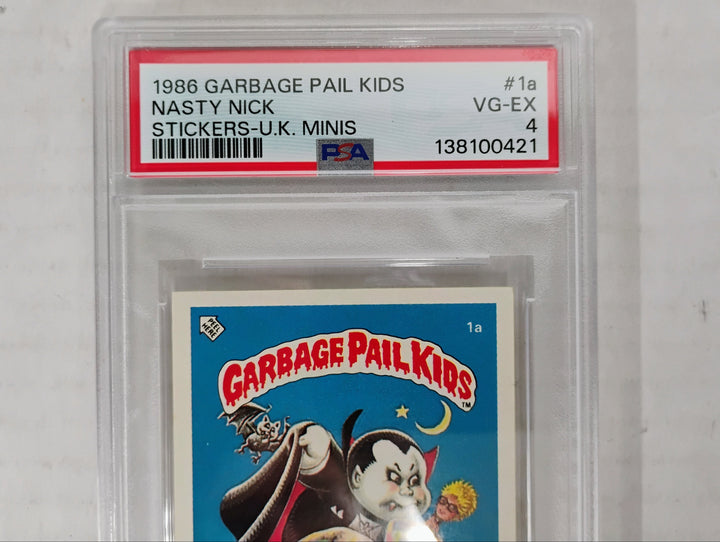 1986 GARBAGE PAIL KIDS #1a
NASTY NICK VG-EX
STICKERS-U.K. MINIS 4
PSA 138100421
PEEL HERE
1a
GARBAGE PAIL KIDS
TM